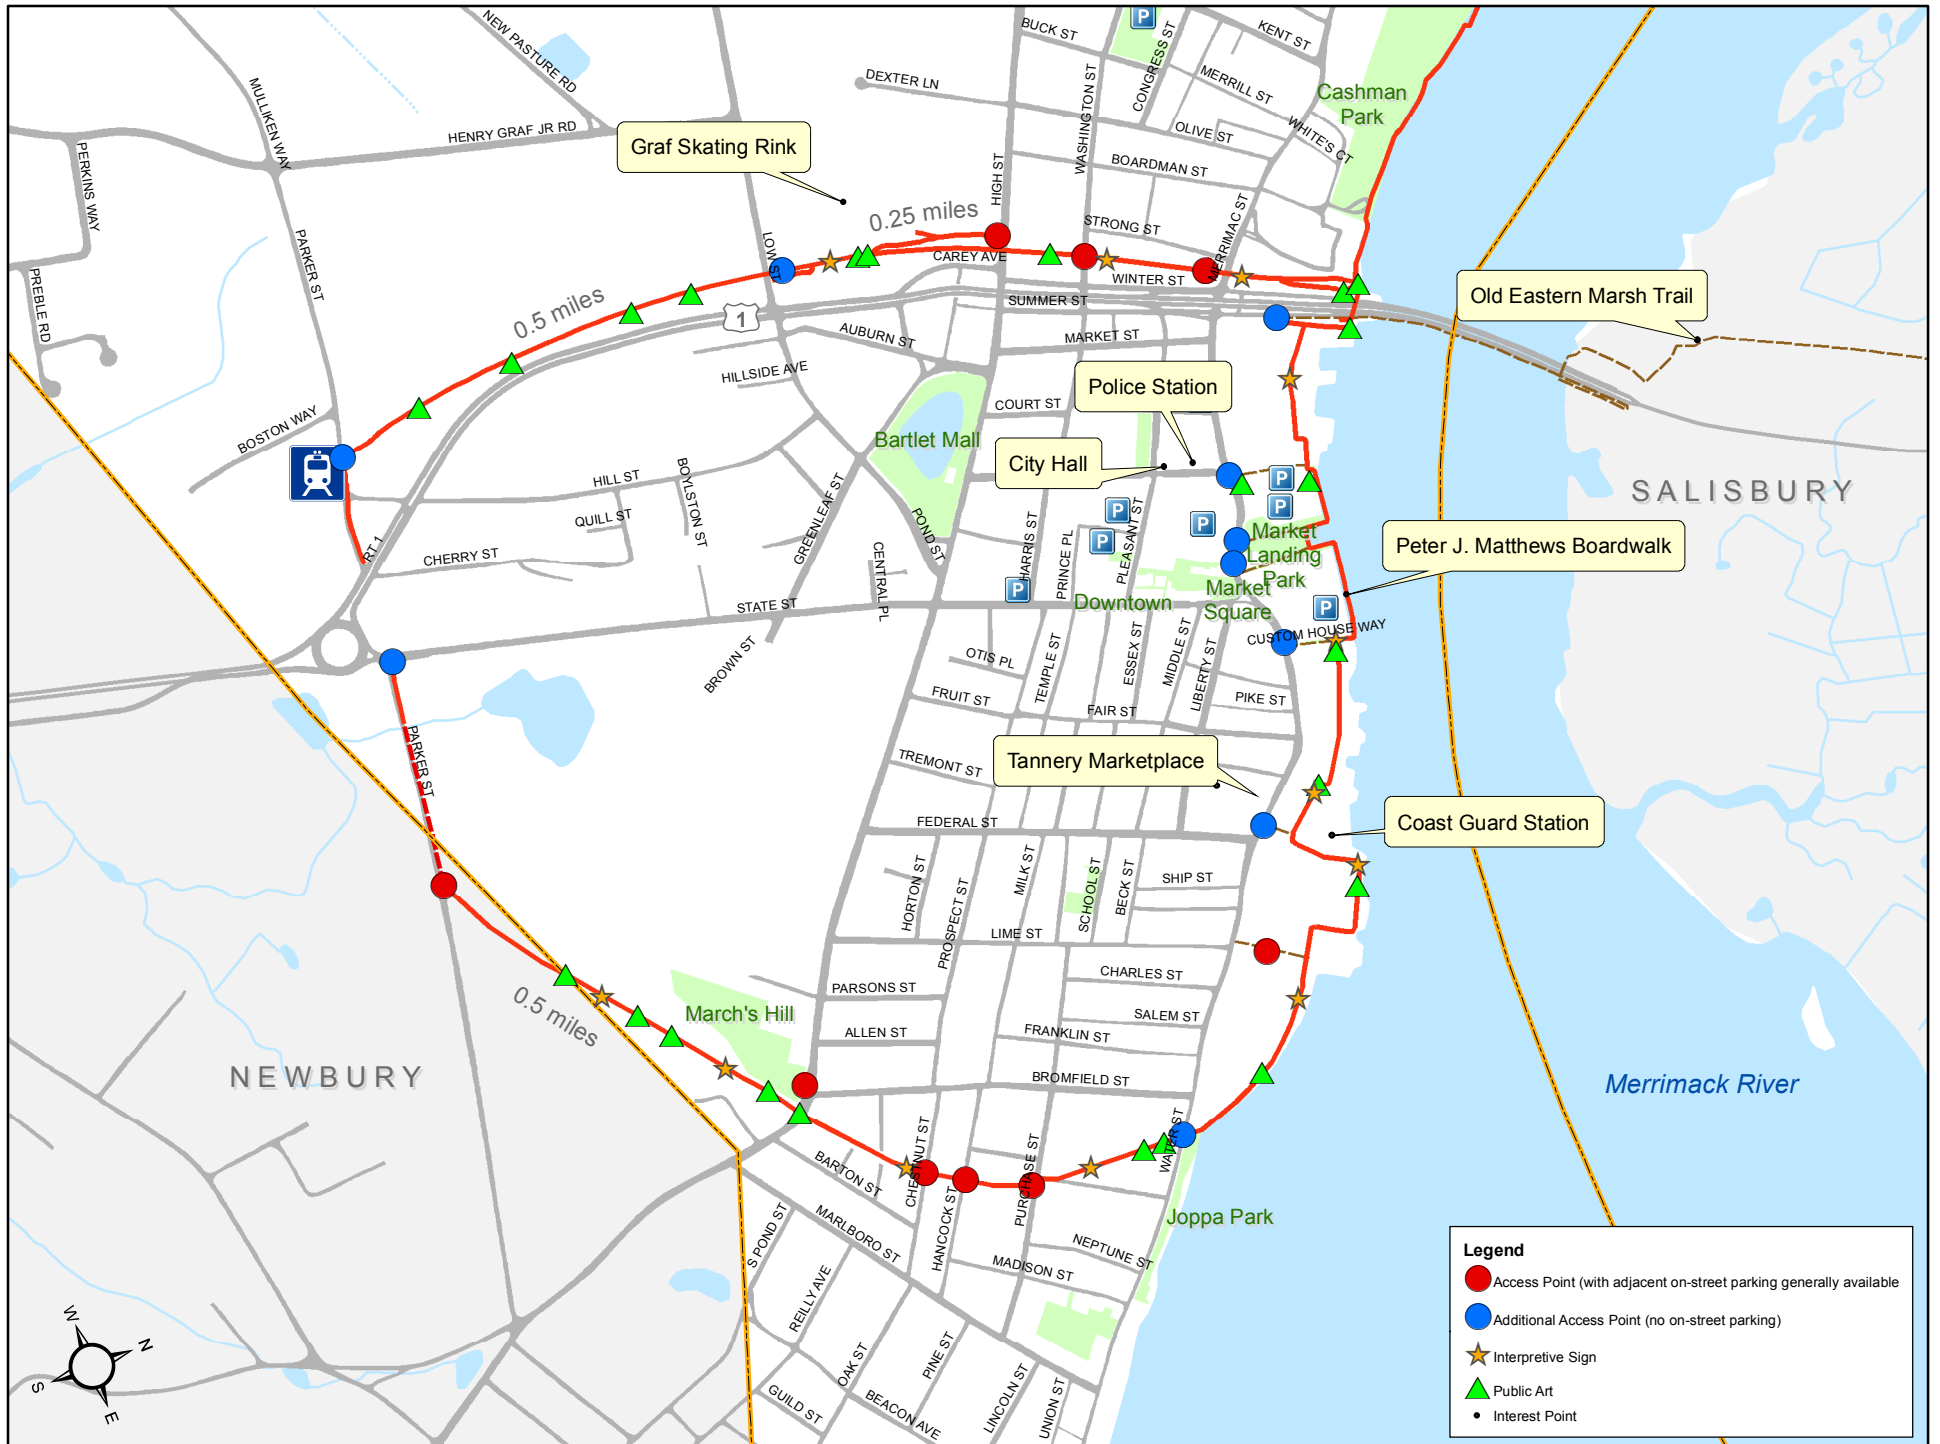 BUCK ST
KENT ST
NEW PASTURE RD
CONGRESS ST
DEXTER LN
WASHINGTON ST
MERRILL ST
Cashman
Park
MULLIKEN WAY
HENRY GRAF JR RD
OLIVE ST
WHITE'S CT
PERKINS WAY
Graf Skating Rink
BOARDMAN ST
HIGH ST
0.25 miles
STRONG ST
MERRIMAC ST
PARKER ST
LOW ST
CAREY AVE
WINTER ST
PREBLE RD
0.5 miles
SUMMER ST
Old Eastern Marsh Trail
1
AUBURN ST
MARKET ST
HILLSIDE AVE
Police Station
COURT ST
BOSTON WAY
Bartlet Mall
City Hall
SALISBURY
HILL ST
BOYLSTON ST
GREENLEAF ST
QUILL ST
POND ST
HARRIS ST
PRINCE PL
PLEASANT ST
Market
Landing
Park
Peter J. Matthews Boardwalk
RT 1
CHERRY ST
CENTRAL PL
STATE ST
Downtown
Market
Square
CUSTOM HOUSE WAY
BROWN ST
OTIS PL
TEMPLE ST
ESSEX ST
MIDDLE ST
LIBERTY ST
FRUIT ST
FAIR ST
PIKE ST
PARKER ST
TREMONT ST
Tannery Marketplace
FEDERAL ST
Coast Guard Station
HORTON ST
PROSPECT ST
MILK ST
SCHOOL ST
BECK ST
SHIP ST
LIME ST
CHARLES ST
0.5 miles
PARSONS ST
March's Hill
SALEM ST
ALLEN ST
FRANKLIN ST
NEWBURY
BROMFIELD ST
Merrimack River
CHESTNUT ST
WATER ST
BARTON ST
HANCOCK ST
PURCHASE ST
Joppa Park
S POND ST
MARLBORO ST
NEPTUNE ST
MADISON ST
REILLY AVE
OAK ST
PINE ST
GUILD ST
BEACON AVE
LINCOLN ST
UNION ST
W
N
S
E
P
P
P
P
P
P
P
P
Legend
Access Point (with adjacent on-street parking generally available
Additional Access Point (no on-street parking)
Interpretive Sign
Public Art
Interest Point